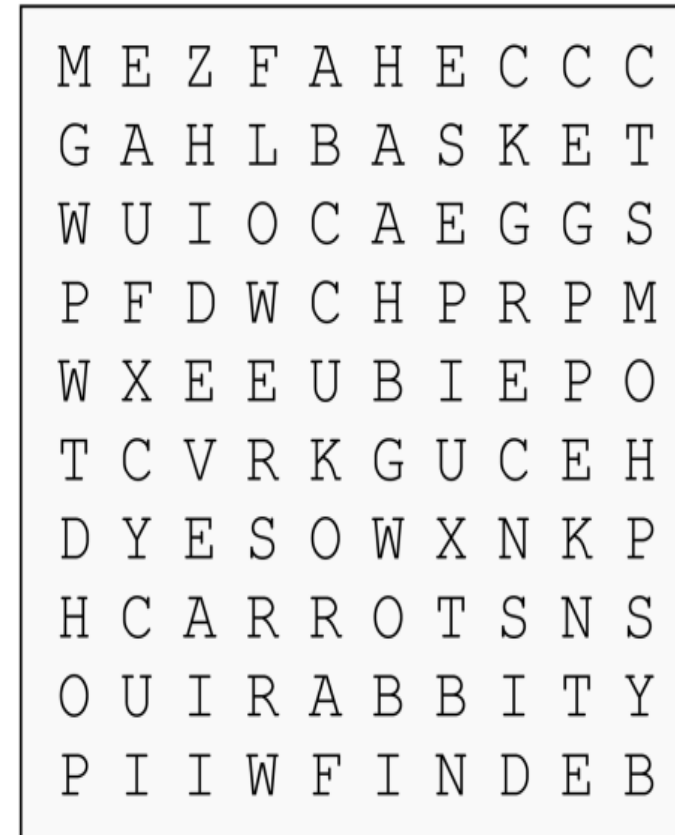 M E Z F A H E C C C
G A H L B A S K E T
W U I O C A E G G S
P F D W C H P R P M
W X E E U B I E P O
T C V R K G U C E H
D Y E S O W X N K P
H C A R R O T S N S
O U I R A B B I T Y
P I I W F I N D E B